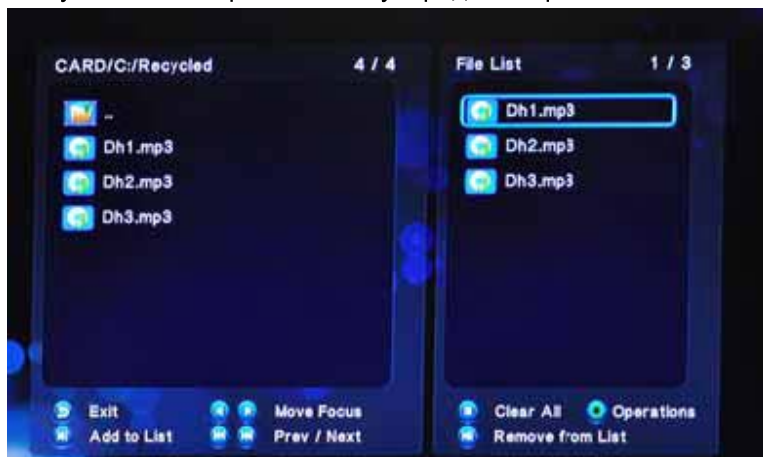 CARD/C:/Recycled 4 / 4
..
Dh1.mp3
Dh2.mp3
Dh3.mp3
Exit Move Focus
Add to List Prev / Next
File List 1 / 3
Dh1.mp3
Dh2.mp3
Dh3.mp3
Clear All Operations
Remove from List